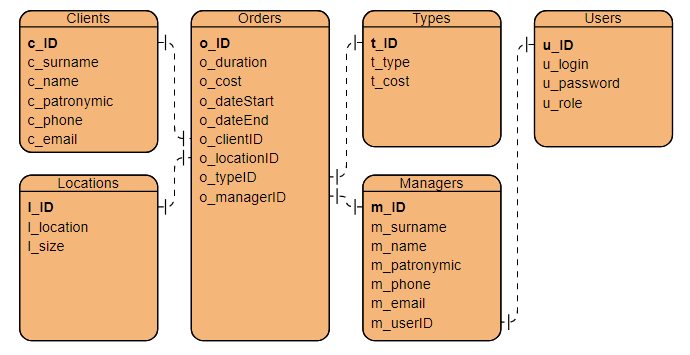 Clients
c_ID
c_surname
c_name
c_patronymic
c_phone
c_email
Locations
l_ID
l_location
l_size
Orders
o_ID
o_duration
o_cost
o_dateStart
o_dateEnd
o_clientID
o_locationID
o_typeID
o_managerID
Types
t_ID
t_type
t_cost
Managers
m_ID
m_surname
m_name
m_patronymic
m_phone
m_email
m_userID
Users
u_ID
u_login
u_password
u_role